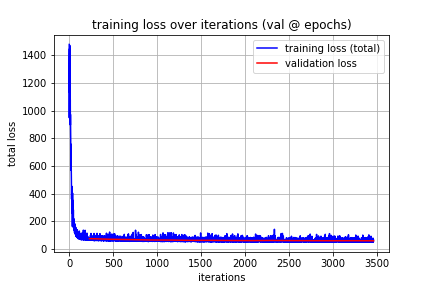 training loss over iterations (val @ epochs)
training loss (total)
validation loss
total loss
1400
1200
1000
800
600
400
200
0
0 500 1000 1500 2000 2500 3000 3500
iterations